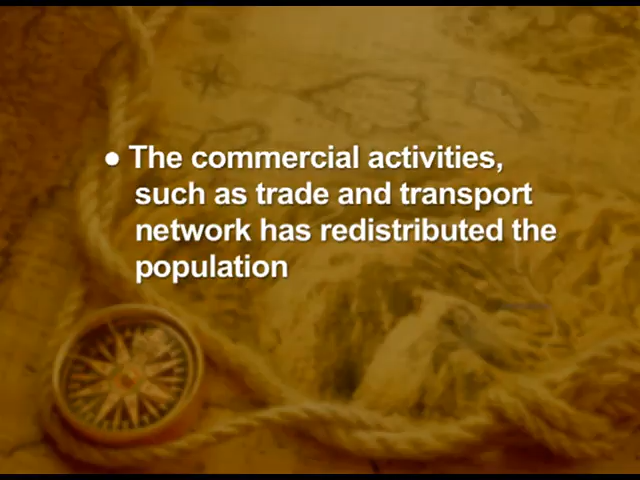 ● The commercial activities,
such as trade and transport
network has redistributed the
population